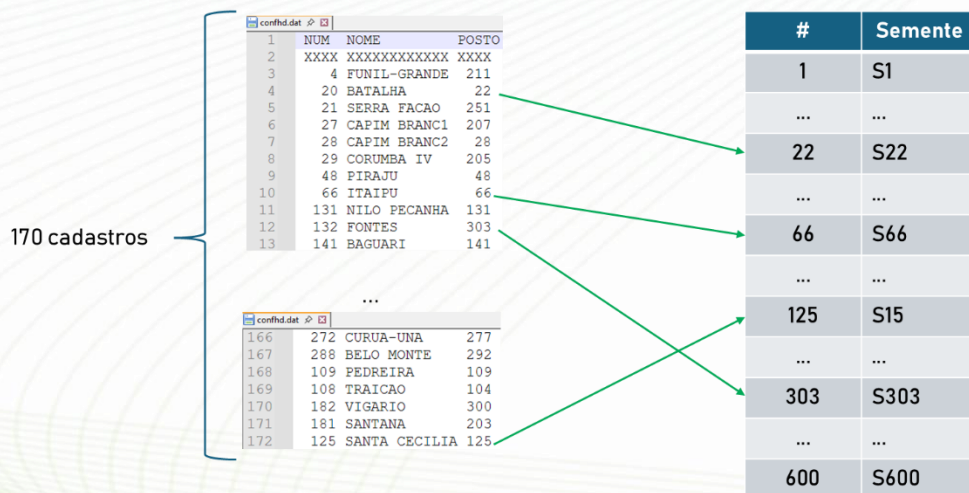 170 cadastros
confhd.dat
1 NUM NOME POSTO
2 XXXX XXXXXXXXXXXX XXXX
3 4 FUNIL-GRANDE 211
4 20 BATALHA 22
5 21 SERRA FACAO 251
6 27 CAPIM BRANC1 207
7 28 CAPIM BRANC2 28
8 29 CORUMBA IV 205
9 48 PIRAJU 48
10 66 ITAIPU 66
11 131 NILO PECANHA 131
12 132 FONTES 303
13 141 BAGUARI 141
...
confhd.dat
166 272 CURUA-UNA 277
167 288 BELO MONTE 292
168 109 PEDREIRA 109
169 108 TRAICAO 104
170 182 VIGARIO 300
171 181 SANTANA 203
172 125 SANTA CECILIA 125
# Semente
1 S1
... ...
22 S22
... ...
66 S66
... ...
125 S15
... ...
303 S303
... ...
600 S600